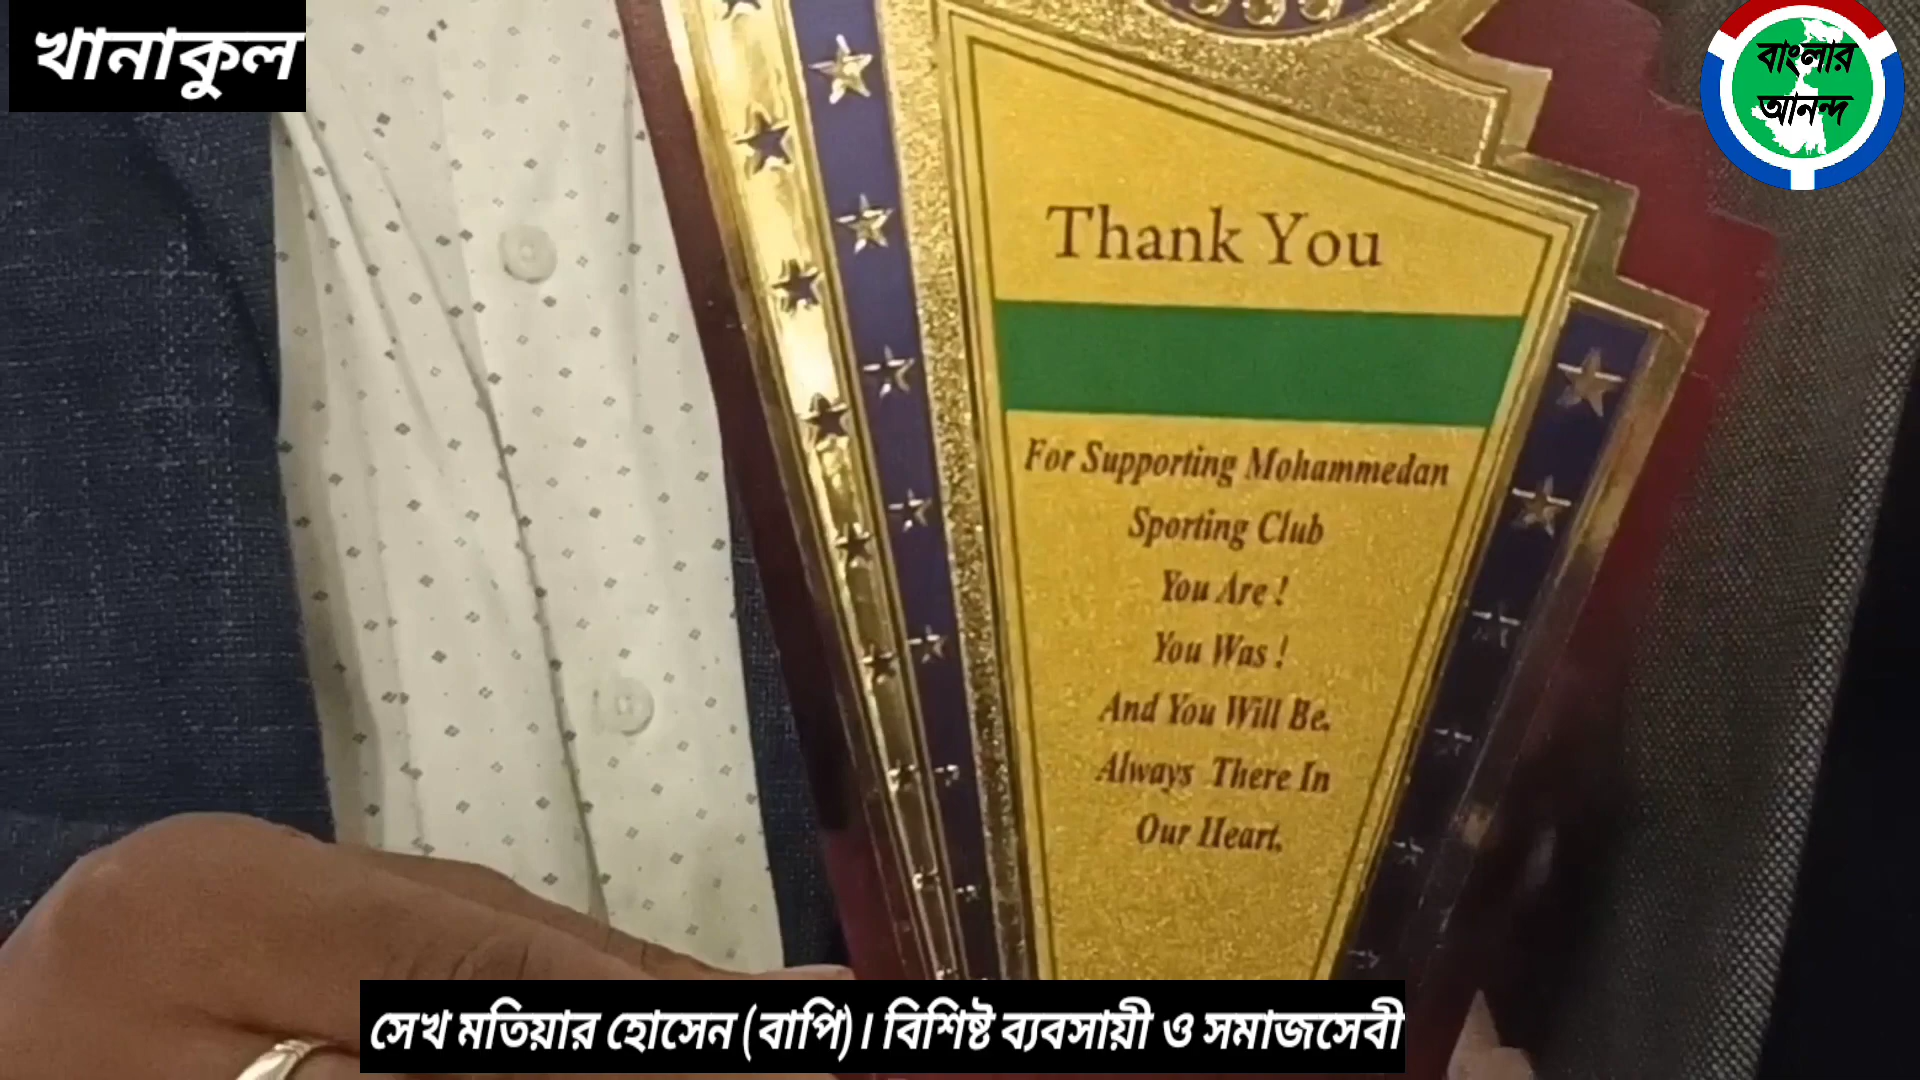 খানাকুল
বাংলার
আনন্দ
Thank You
For Supporting Mohammedan
Sporting Club
You Are !
You Was !
And You Will Be.
Always There In
Our Heart.
সেখ মতিয়ার হোসেন (বাপি)। বিশিষ্ট ব্যবসায়ী ও সমাজসেবী